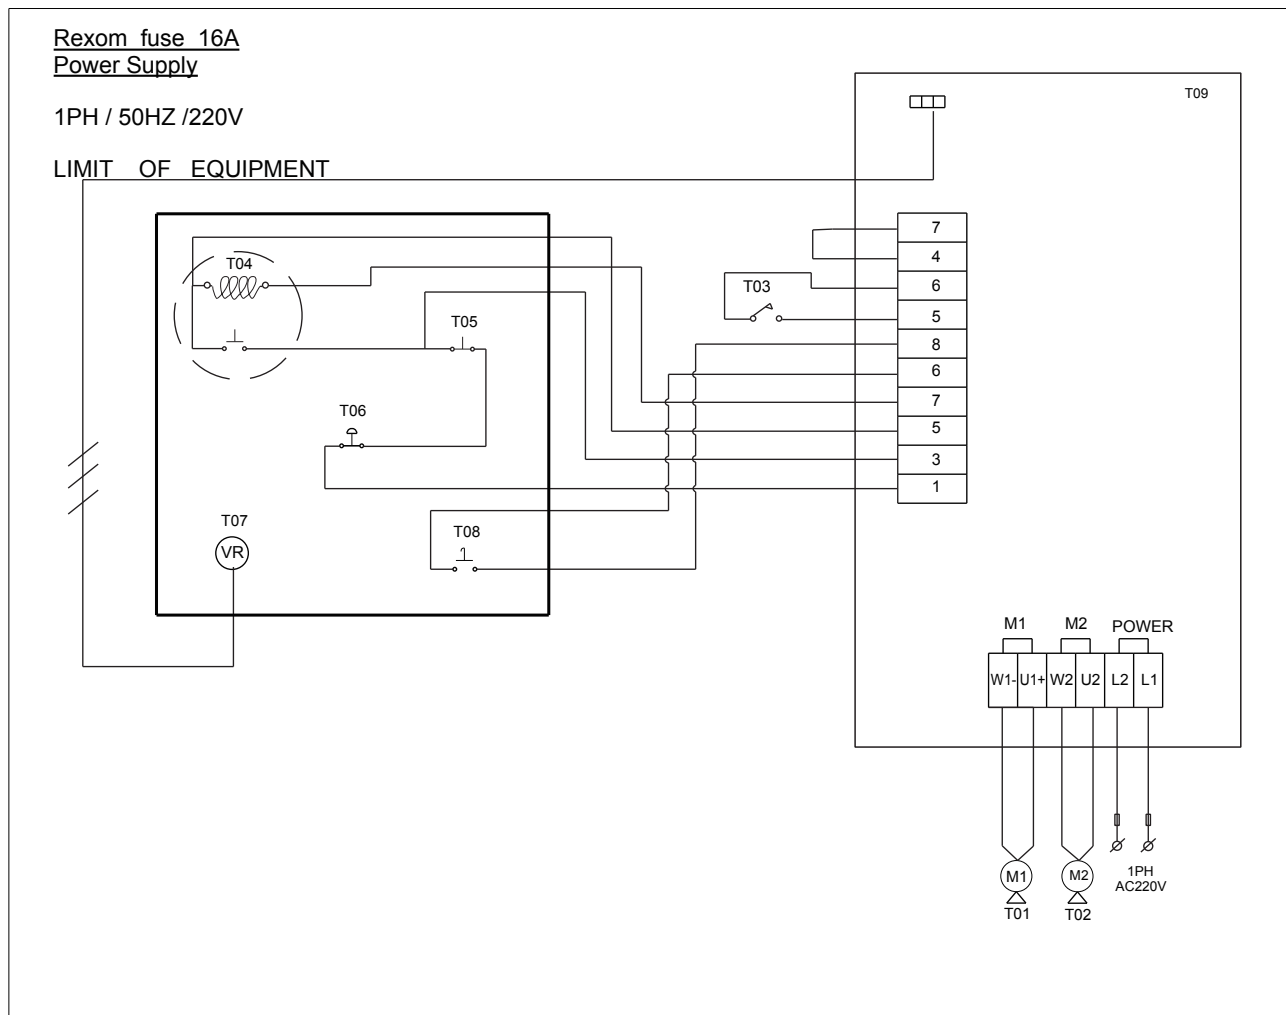 Rexom fuse 16A
Power Supply
1PH / 50HZ /220V
LIMIT OF EQUIPMENT
T09
7
4
6
5
8
6
7
5
3
1
T03
T04
T05
T06
T07
VR
T08
M1 M2 POWER
W1- U1+ W2 U2 L2 L1
M1 M2
T01 T02
1PH
AC220V